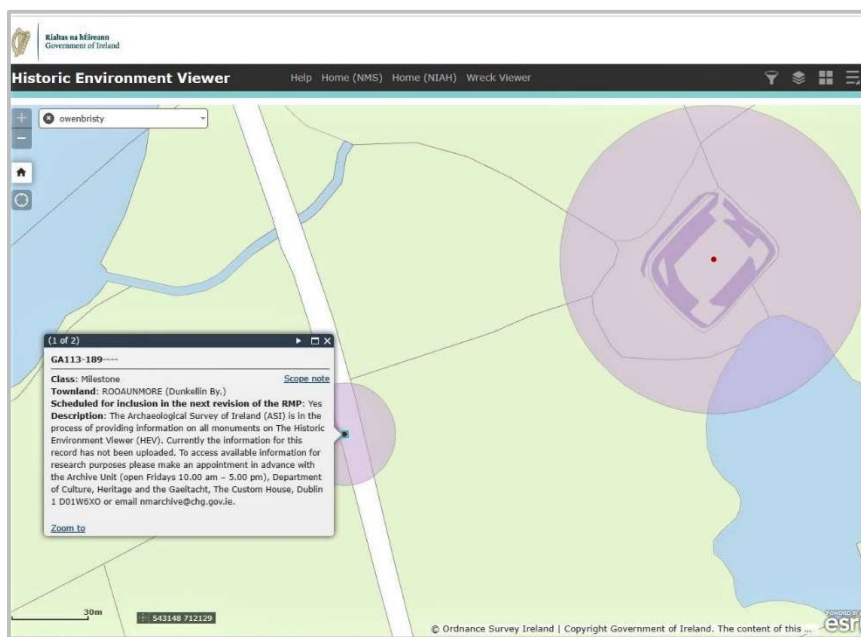 Rialtas na hÉireann
Government of Ireland
Historic Environment Viewer
Help Home (NMS) Home (NIAH) Wreck Viewer
+
owenbristy
−
(1 of 2)
GA113-189----
Class: Milestone Scope note
Townland: ROOAUNMORE (Dunkellin By.)
Scheduled for inclusion in the next revision of the RMP: Yes
Description: The Archaeological Survey of Ireland (ASI) is in the
process of providing information on all monuments on The Historic
Environment Viewer (HEV). Currently the information for this
record has not been uploaded. To access available information for
research purposes please make an appointment in advance with
the Archive Unit (open Fridays 10.00 am – 5.00 pm), Department
of Culture, Heritage and the Gaeltacht, The Custom House, Dublin
1 D01W6XO or email nmarchive@chg.gov.ie.
Zoom to
30m
543148 712129
© Ordnance Survey Ireland | Copyright Government of Ireland. The content of this ...
POWERED BY
esri